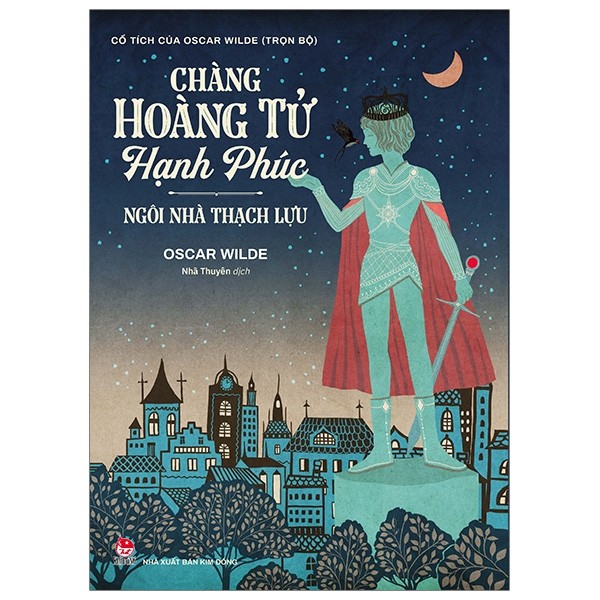 CỔ TÍCH CỦA OSCAR WILDE (TRỌN BỘ)
CHÀNG
HOÀNG TỬ
Hạnh Phúc
NGÔI NHÀ THẠCH LỰU
OSCAR WILDE
Nhã Thuyên dịch
NHÀ XUẤT BẢN KIM ĐỒNG